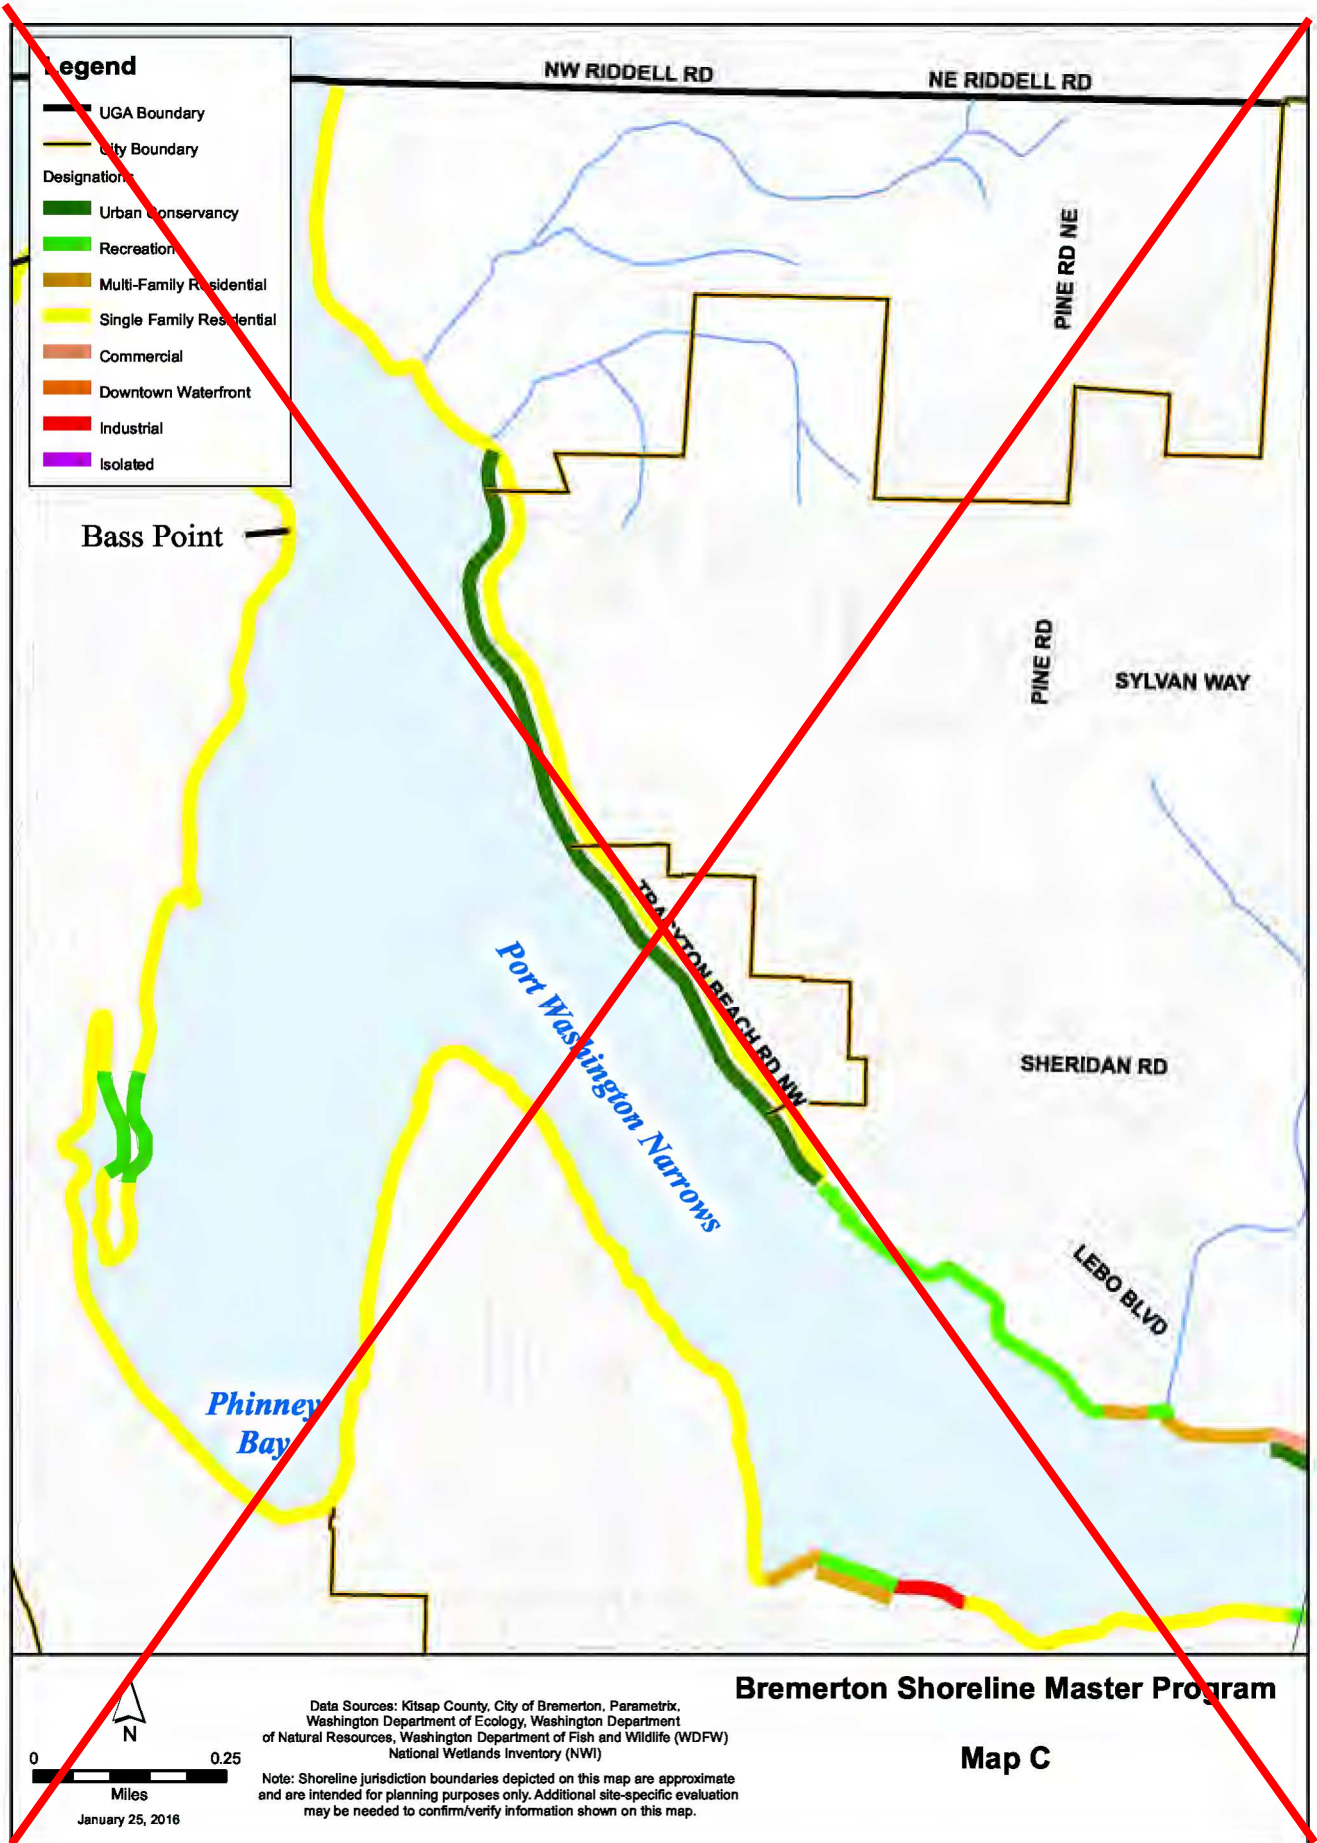 Legend
UGA Boundary
City Boundary
Designations
Urban Conservancy
Recreation
Multi-Family Residential
Single Family Residential
Commercial
Downtown Waterfront
Industrial
Isolated
NW RIDDELL RD
NE RIDDELL RD
PINE RD NE
Bass Point
PINE RD
SYLVAN WAY
TRACYTON BEACH RD NW
Port Washington Narrows
SHERIDAN RD
LEBO BLVD
Phinney
Bay
Bremerton Shoreline Master Program
Map C
N
0 0.25
Miles
January 25, 2016
Data Sources: Kitsap County, City of Bremerton, Parametrix,
Washington Department of Ecology, Washington Department
of Natural Resources, Washington Department of Fish and Wildlife (WDFW)
National Wetlands Inventory (NWI)
Note: Shoreline jurisdiction boundaries depicted on this map are approximate
and are intended for planning purposes only. Additional site-specific evaluation
may be needed to confirm/verify information shown on this map.